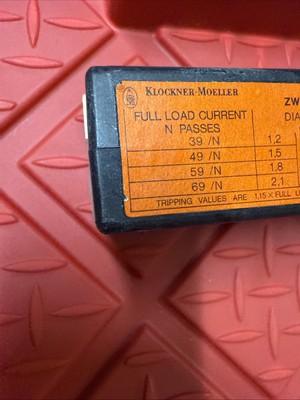 KLOCKNER-MOELLER
ZW
FULL LOAD CURRENT DIA
N PASSES
39 /N 1.2
49 /N 1.5
59 /N 1.8
69 /N 2.1
TRIPPING VALUES ARE 1.15 X FULL